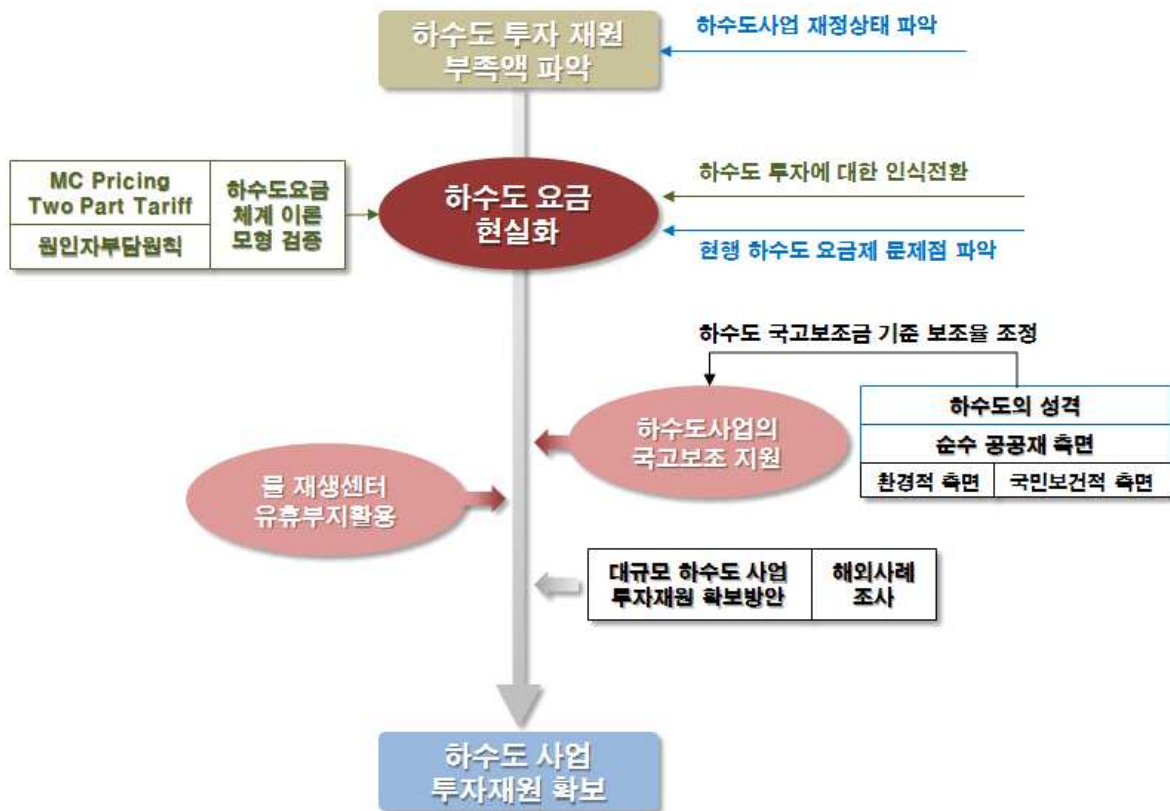 하수도 투자 재원
부족액 파악
하수도사업 재정상태 파악
MC Pricing
Two Part Tariff
원인자부담원칙
하수도요금
체계 이론
모형 검증
하수도 요금
현실화
하수도 투자에 대한 인식전환
현행 하수도 요금제 문제점 파악
하수도 국고보조금 기준 보조율 조정
하수도사업의
국고보조 지원
하수도의 성격
순수 공공재 측면
환경적 측면
국민보건적 측면
물 재생센터
유휴부지활용
대규모 하수도 사업
투자재원 확보방안
해외사례
조사
하수도 사업
투자재원 확보